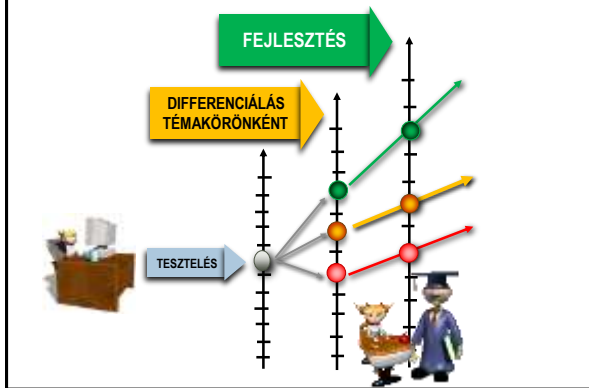 FEJLESZTÉS
DIFFERENCIÁLÁS
TÉMAKÖRÖNKÉNT
TESZTELÉS